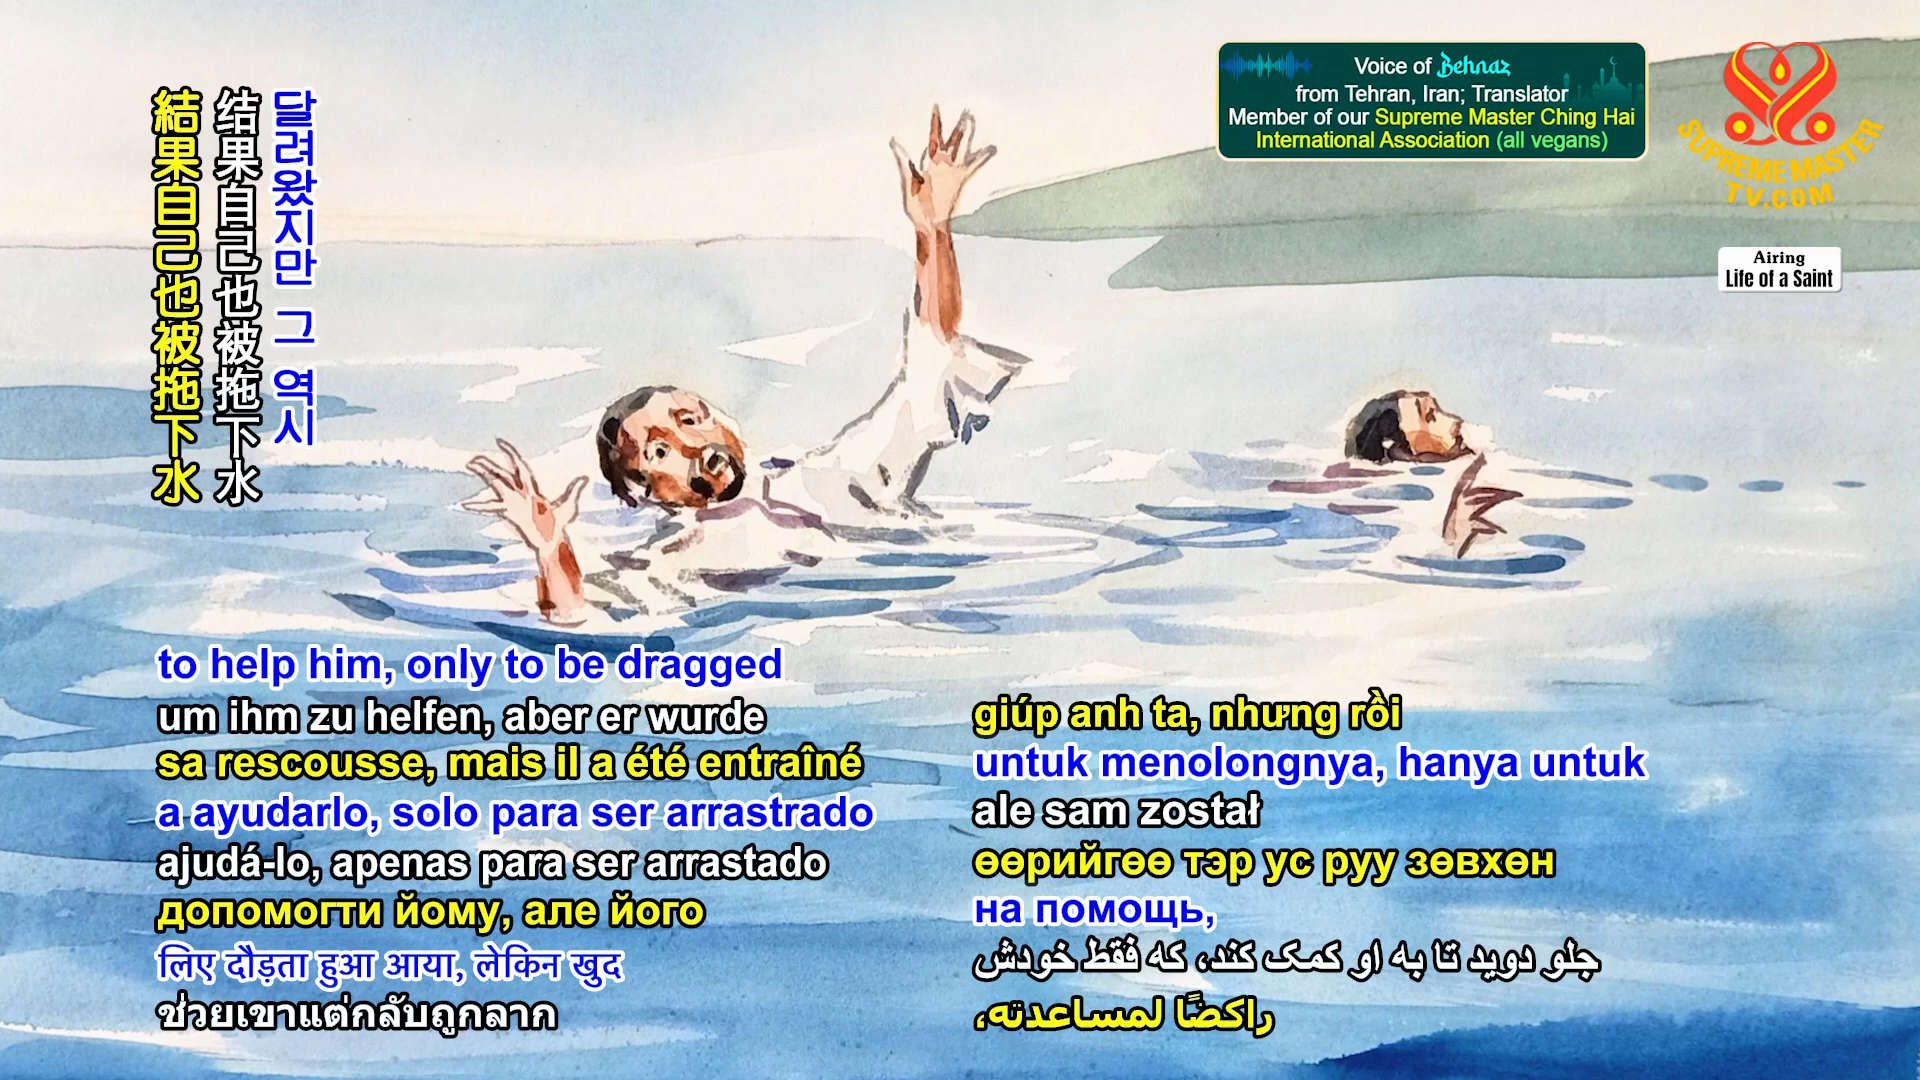 Voice of Behnaz
from Tehran, Iran; Translator
Member of our Supreme Master Ching Hai
International Association (all vegans)
SUPREME MASTER
TV.COM
Airing
Life of a Saint
달려왔지만 그 역시
结果自己也被拖下水
結果自己也被拖下水
to help him, only to be dragged
um ihm zu helfen, aber er wurde
sa rescousse, mais il a été entraîné
a ayudarlo, solo para ser arrastrado
ajudá-lo, apenas para ser arrastado
допомогти йому, але його
लिए दौड़ता हुआ आया, लेकिन खुद
ช่วยเขาแต่กลับถูกลาก
giúp anh ta, nhưng rồi
untuk menolongnya, hanya untuk
ale sam został
өөрийгөө тэр ус руу зөвхөн
на помощь,
جلو دوید تا به او کمک کند، که فقط خودش
راكضًا لمساعدته،